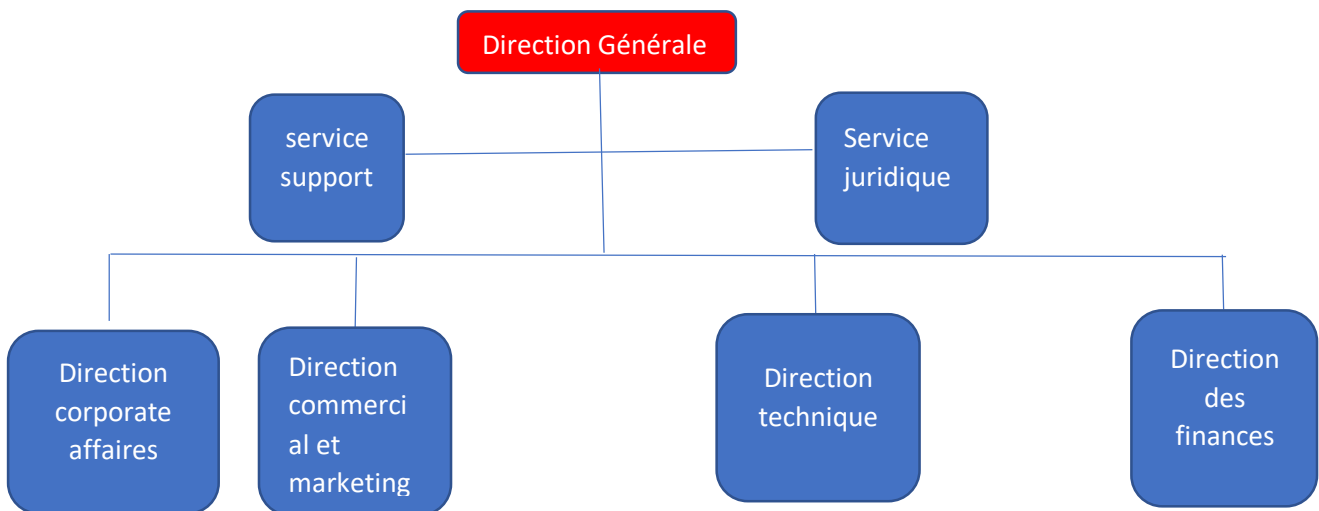 Direction Générale
service
support
Service
juridique
Direction
corporate
affaires
Direction
commerci
al et
marketing
Direction
technique
Direction
des
finances